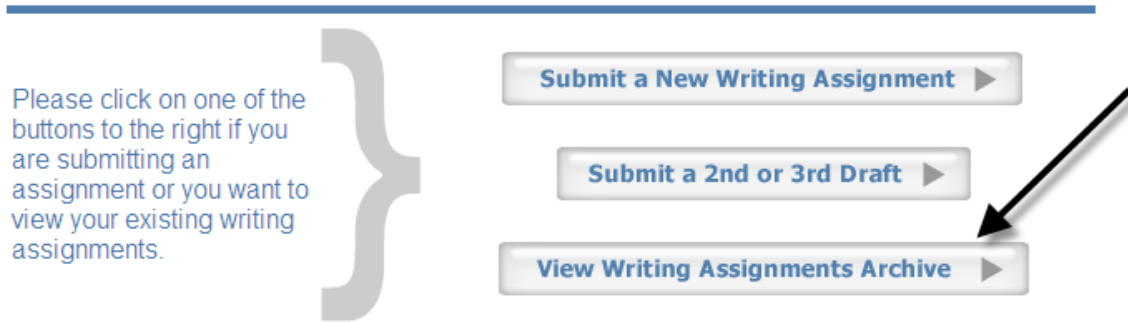 Please click on one of the
buttons to the right if you
are submitting an
assignment or you want to
view your existing writing
assignments.
Submit a New Writing Assignment
Submit a 2nd or 3rd Draft
View Writing Assignments Archive